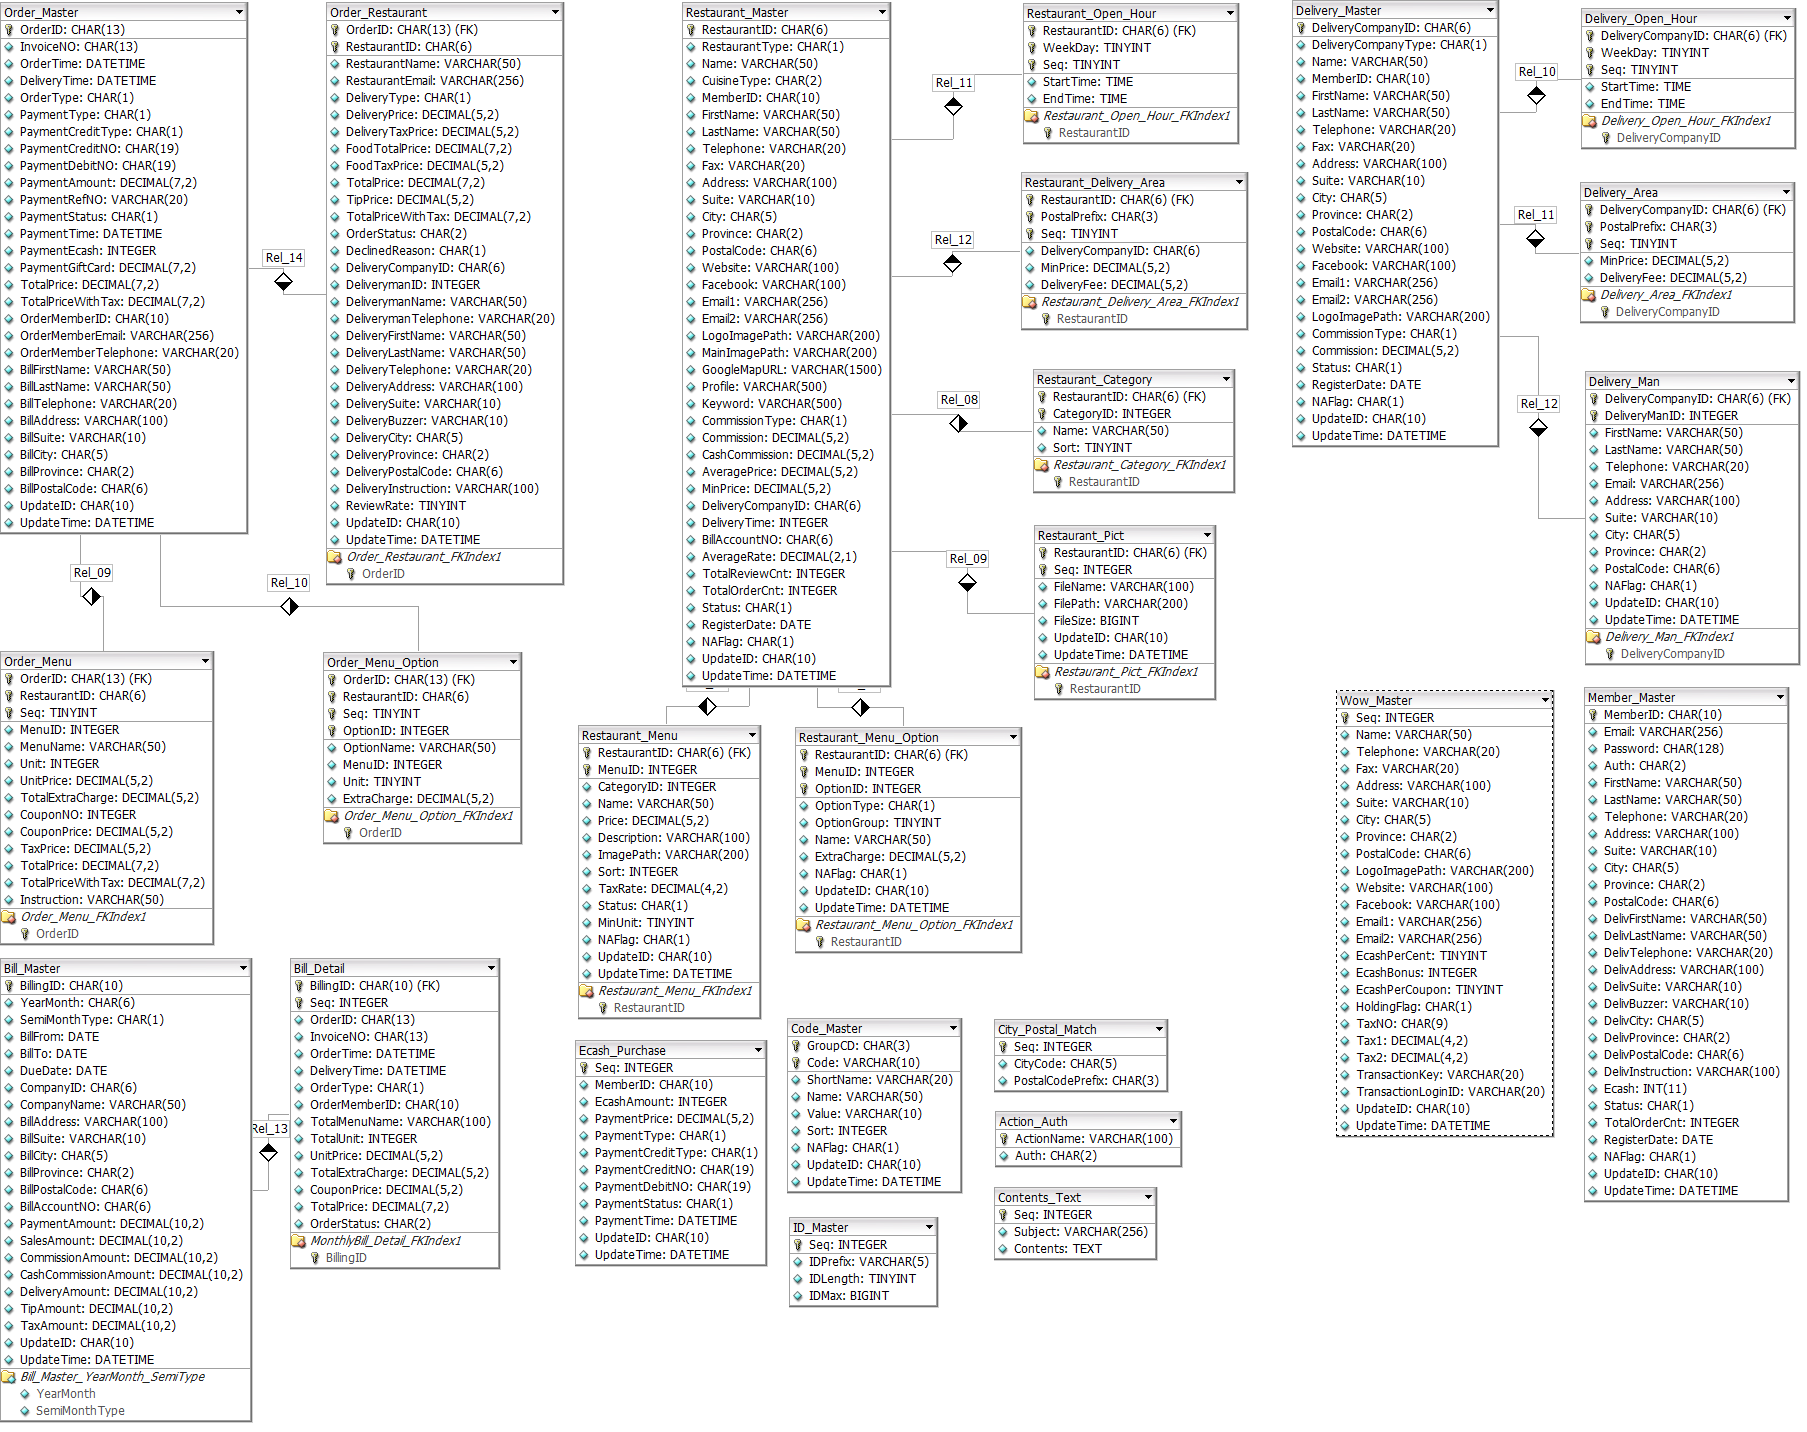 Order_Master
OrderID: CHAR(13)
InvoiceNO: CHAR(13)
OrderTime: DATETIME
DeliveryTime: DATETIME
OrderType: CHAR(1)
PaymentType: CHAR(1)
PaymentCreditType: CHAR(1)
PaymentCreditNO: CHAR(19)
PaymentDebitNO: CHAR(19)
PaymentAmount: DECIMAL(7,2)
PaymentRefNO: VARCHAR(20)
PaymentStatus: CHAR(1)
PaymentTime: DATETIME
PaymentEcash: INTEGER
PaymentGiftCard: DECIMAL(7,2)
TotalPrice: DECIMAL(7,2)
TotalPriceWithTax: DECIMAL(7,2)
OrderMemberID: CHAR(10)
OrderMemberEmail: VARCHAR(256)
OrderMemberTelephone: VARCHAR(20)
BillFirstName: VARCHAR(50)
BillLastName: VARCHAR(50)
BillTelephone: VARCHAR(20)
BillAddress: VARCHAR(100)
BillSuite: VARCHAR(10)
BillCity: CHAR(5)
BillProvince: CHAR(2)
BillPostalCode: CHAR(6)
UpdateID: CHAR(10)
UpdateTime: DATETIME
Rel_14
Order_Restaurant
OrderID: CHAR(13) (FK)
RestaurantID: CHAR(6)
RestaurantName: VARCHAR(50)
RestaurantEmail: VARCHAR(256)
DeliveryType: CHAR(1)
DeliveryPrice: DECIMAL(5,2)
DeliveryTaxPrice: DECIMAL(5,2)
FoodTotalPrice: DECIMAL(7,2)
FoodTaxPrice: DECIMAL(5,2)
TotalPrice: DECIMAL(7,2)
TipPrice: DECIMAL(5,2)
TotalPriceWithTax: DECIMAL(7,2)
OrderStatus: CHAR(2)
DeclinedReason: CHAR(1)
DeliveryCompanyID: CHAR(6)
DeliverymanID: INTEGER
DeliverymanName: VARCHAR(50)
DeliverymanTelephone: VARCHAR(20)
DeliveryFirstName: VARCHAR(50)
DeliveryLastName: VARCHAR(50)
DeliveryTelephone: VARCHAR(20)
DeliveryAddress: VARCHAR(100)
DeliverySuite: VARCHAR(10)
DeliveryBuzzer: VARCHAR(10)
DeliveryCity: CHAR(5)
DeliveryProvince: CHAR(2)
DeliveryPostalCode: CHAR(6)
DeliveryInstruction: VARCHAR(100)
ReviewRate: TINYINT
UpdateID: CHAR(10)
UpdateTime: DATETIME
Order_Restaurant_FKIndex1
OrderID
Restaurant_Master
RestaurantID: CHAR(6)
RestaurantType: CHAR(1)
Name: VARCHAR(50)
CuisineType: CHAR(2)
MemberID: CHAR(10)
FirstName: VARCHAR(50)
LastName: VARCHAR(50)
Telephone: VARCHAR(20)
Fax: VARCHAR(20)
Address: VARCHAR(100)
Suite: VARCHAR(10)
City: CHAR(5)
Province: CHAR(2)
PostalCode: CHAR(6)
Website: VARCHAR(100)
Facebook: VARCHAR(100)
Email1: VARCHAR(256)
Email2: VARCHAR(256)
LogoImagePath: VARCHAR(200)
MainImagePath: VARCHAR(200)
GoogleMapURL: VARCHAR(1500)
Profile: VARCHAR(500)
Keyword: VARCHAR(500)
CommissionType: CHAR(1)
Commission: DECIMAL(5,2)
CashCommission: DECIMAL(5,2)
AveragePrice: DECIMAL(5,2)
MinPrice: DECIMAL(5,2)
DeliveryCompanyID: CHAR(6)
DeliveryTime: INTEGER
BillAccountNO: CHAR(6)
AverageRate: DECIMAL(2,1)
TotalReviewCnt: INTEGER
TotalOrderCnt: INTEGER
Status: CHAR(1)
RegisterDate: DATE
NAFlag: CHAR(1)
UpdateID: CHAR(10)
UpdateTime: DATETIME
Rel_11
Rel_12
Rel_08
Rel_09
Restaurant_Open_Hour
RestaurantID: CHAR(6) (FK)
WeekDay: TINYINT
Seq: TINYINT
StartTime: TIME
EndTime: TIME
Restaurant_Open_Hour_FKIndex1
RestaurantID
Restaurant_Delivery_Area
RestaurantID: CHAR(6) (FK)
PostalPrefix: CHAR(3)
Seq: TINYINT
DeliveryCompanyID: CHAR(6)
MinPrice: DECIMAL(5,2)
DeliveryFee: DECIMAL(5,2)
Restaurant_Delivery_Area_FKIndex1
RestaurantID
Restaurant_Category
RestaurantID: CHAR(6) (FK)
CategoryID: INTEGER
Name: VARCHAR(50)
Sort: TINYINT
Restaurant_Category_FKIndex1
RestaurantID
Restaurant_Pict
RestaurantID: CHAR(6) (FK)
Seq: INTEGER
FileName: VARCHAR(100)
FilePath: VARCHAR(200)
FileSize: BIGINT
UpdateID: CHAR(10)
UpdateTime: DATETIME
Restaurant_Pict_FKIndex1
RestaurantID
Delivery_Master
DeliveryCompanyID: CHAR(6)
DeliveryCompanyType: CHAR(1)
Name: VARCHAR(50)
MemberID: CHAR(10)
FirstName: VARCHAR(50)
LastName: VARCHAR(50)
Telephone: VARCHAR(20)
Fax: VARCHAR(20)
Address: VARCHAR(100)
Suite: VARCHAR(10)
City: CHAR(5)
Province: CHAR(2)
PostalCode: CHAR(6)
Website: VARCHAR(100)
Facebook: VARCHAR(100)
Email1: VARCHAR(256)
Email2: VARCHAR(256)
LogoImagePath: VARCHAR(200)
CommissionType: CHAR(1)
Commission: DECIMAL(5,2)
Status: CHAR(1)
RegisterDate: DATE
NAFlag: CHAR(1)
UpdateID: CHAR(10)
UpdateTime: DATETIME
Rel_10
Rel_11
Rel_12
Delivery_Open_Hour
DeliveryCompanyID: CHAR(6) (FK)
WeekDay: TINYINT
Seq: TINYINT
StartTime: TIME
EndTime: TIME
Delivery_Open_Hour_FKIndex1
DeliveryCompanyID
Delivery_Area
DeliveryCompanyID: CHAR(6) (FK)
PostalPrefix: CHAR(3)
Seq: TINYINT
MinPrice: DECIMAL(5,2)
DeliveryFee: DECIMAL(5,2)
Delivery_Area_FKIndex1
DeliveryCompanyID
Delivery_Man
DeliveryCompanyID: CHAR(6) (FK)
DeliveryManID: INTEGER
FirstName: VARCHAR(50)
LastName: VARCHAR(50)
Telephone: VARCHAR(20)
Email: VARCHAR(256)
Address: VARCHAR(100)
Suite: VARCHAR(10)
City: CHAR(5)
Province: CHAR(2)
PostalCode: CHAR(6)
NAFlag: CHAR(1)
UpdateID: CHAR(10)
UpdateTime: DATETIME
Delivery_Man_FKIndex1
DeliveryCompanyID
Rel_09
Rel_10
Order_Menu
OrderID: CHAR(13) (FK)
RestaurantID: CHAR(6)
Seq: TINYINT
MenuID: INTEGER
MenuName: VARCHAR(50)
Unit: INTEGER
UnitPrice: DECIMAL(5,2)
TotalExtraCharge: DECIMAL(5,2)
CouponNO: INTEGER
CouponPrice: DECIMAL(5,2)
TaxPrice: DECIMAL(5,2)
TotalPrice: DECIMAL(7,2)
TotalPriceWithTax: DECIMAL(7,2)
Instruction: VARCHAR(50)
Order_Menu_FKIndex1
OrderID
Order_Menu_Option
OrderID: CHAR(13) (FK)
RestaurantID: CHAR(6)
Seq: TINYINT
OptionID: INTEGER
OptionName: VARCHAR(50)
MenuID: INTEGER
Unit: TINYINT
ExtraCharge: DECIMAL(5,2)
Order_Menu_Option_FKIndex1
OrderID
Restaurant_Menu
RestaurantID: CHAR(6) (FK)
MenuID: INTEGER
CategoryID: INTEGER
Name: VARCHAR(50)
Price: DECIMAL(5,2)
Description: VARCHAR(100)
ImagePath: VARCHAR(200)
Sort: INTEGER
TaxRate: DECIMAL(4,2)
Status: CHAR(1)
MinUnit: TINYINT
NAFlag: CHAR(1)
UpdateID: CHAR(10)
UpdateTime: DATETIME
Restaurant_Menu_FKIndex1
RestaurantID
Restaurant_Menu_Option
RestaurantID: CHAR(6) (FK)
MenuID: INTEGER
OptionID: INTEGER
OptionType: CHAR(1)
OptionGroup: TINYINT
Name: VARCHAR(50)
ExtraCharge: DECIMAL(5,2)
NAFlag: CHAR(1)
UpdateID: CHAR(10)
UpdateTime: DATETIME
Restaurant_Menu_Option_FKIndex1
RestaurantID
Wow_Master
Seq: INTEGER
Name: VARCHAR(50)
Telephone: VARCHAR(20)
Fax: VARCHAR(20)
Address: VARCHAR(100)
Suite: VARCHAR(10)
City: CHAR(5)
Province: CHAR(2)
PostalCode: CHAR(6)
LogoImagePath: VARCHAR(200)
Website: VARCHAR(100)
Facebook: VARCHAR(100)
Email1: VARCHAR(256)
Email2: VARCHAR(256)
EcashPerCent: TINYINT
EcashBonus: INTEGER
EcashPerCoupon: TINYINT
HoldingFlag: CHAR(1)
TaxNO: CHAR(9)
Tax1: DECIMAL(4,2)
Tax2: DECIMAL(4,2)
TransactionKey: VARCHAR(20)
TransactionLoginID: VARCHAR(20)
UpdateID: CHAR(10)
UpdateTime: DATETIME
Member_Master
MemberID: CHAR(10)
Email: VARCHAR(256)
Password: CHAR(128)
Auth: CHAR(2)
FirstName: VARCHAR(50)
LastName: VARCHAR(50)
Telephone: VARCHAR(20)
Address: VARCHAR(100)
Suite: VARCHAR(10)
City: CHAR(5)
Province: CHAR(2)
PostalCode: CHAR(6)
DelivFirstName: VARCHAR(50)
DelivLastName: VARCHAR(50)
DelivTelephone: VARCHAR(20)
DelivAddress: VARCHAR(100)
DelivSuite: VARCHAR(10)
DelivBuzzer: VARCHAR(10)
DelivCity: CHAR(5)
DelivProvince: CHAR(2)
DelivPostalCode: CHAR(6)
DelivInstruction: VARCHAR(100)
Ecash: INT(11)
Status: CHAR(1)
TotalOrderCnt: INTEGER
RegisterDate: DATE
NAFlag: CHAR(1)
UpdateID: CHAR(10)
UpdateTime: DATETIME
Bill_Master
BillingID: CHAR(10)
YearMonth: CHAR(6)
SemiMonthType: CHAR(1)
BillFrom: DATE
BillTo: DATE
DueDate: DATE
CompanyID: CHAR(6)
CompanyName: VARCHAR(50)
BillAddress: VARCHAR(100)
BillSuite: VARCHAR(10)
BillCity: CHAR(5)
BillProvince: CHAR(2)
BillPostalCode: CHAR(6)
BillAccountNO: CHAR(6)
PaymentAmount: DECIMAL(10,2)
SalesAmount: DECIMAL(10,2)
CommissionAmount: DECIMAL(10,2)
CashCommissionAmount: DECIMAL(10,2)
DeliveryAmount: DECIMAL(10,2)
TipAmount: DECIMAL(10,2)
TaxAmount: DECIMAL(10,2)
UpdateID: CHAR(10)
UpdateTime: DATETIME
Bill_Master_YearMonth_SemiType
YearMonth
SemiMonthType
Rel_13
Bill_Detail
BillingID: CHAR(10) (FK)
Seq: INTEGER
OrderID: CHAR(13)
InvoiceNO: CHAR(13)
OrderTime: DATETIME
DeliveryTime: DATETIME
OrderType: CHAR(1)
OrderMemberID: CHAR(10)
TotalMenuName: VARCHAR(100)
TotalUnit: INTEGER
UnitPrice: DECIMAL(5,2)
TotalExtraCharge: DECIMAL(5,2)
CouponPrice: DECIMAL(5,2)
TotalPrice: DECIMAL(7,2)
OrderStatus: CHAR(2)
MonthlyBill_Detail_FKIndex1
BillingID
Ecash_Purchase
Seq: INTEGER
MemberID: CHAR(10)
EcashAmount: INTEGER
PaymentPrice: DECIMAL(5,2)
PaymentType: CHAR(1)
PaymentCreditType: CHAR(1)
PaymentCreditNO: CHAR(19)
PaymentDebitNO: CHAR(19)
PaymentStatus: CHAR(1)
PaymentTime: DATETIME
UpdateID: CHAR(10)
UpdateTime: DATETIME
Code_Master
GroupCD: CHAR(3)
Code: VARCHAR(10)
ShortName: VARCHAR(20)
Name: VARCHAR(50)
Value: VARCHAR(10)
Sort: INTEGER
NAFlag: CHAR(1)
UpdateID: CHAR(10)
UpdateTime: DATETIME
ID_Master
Seq: INTEGER
IDPrefix: VARCHAR(5)
IDLength: TINYINT
IDMax: BIGINT
City_Postal_Match
Seq: INTEGER
CityCode: CHAR(5)
PostalCodePrefix: CHAR(3)
Action_Auth
ActionName: VARCHAR(100)
Auth: CHAR(2)
Contents_Text
Seq: INTEGER
Subject: VARCHAR(256)
Contents: TEXT